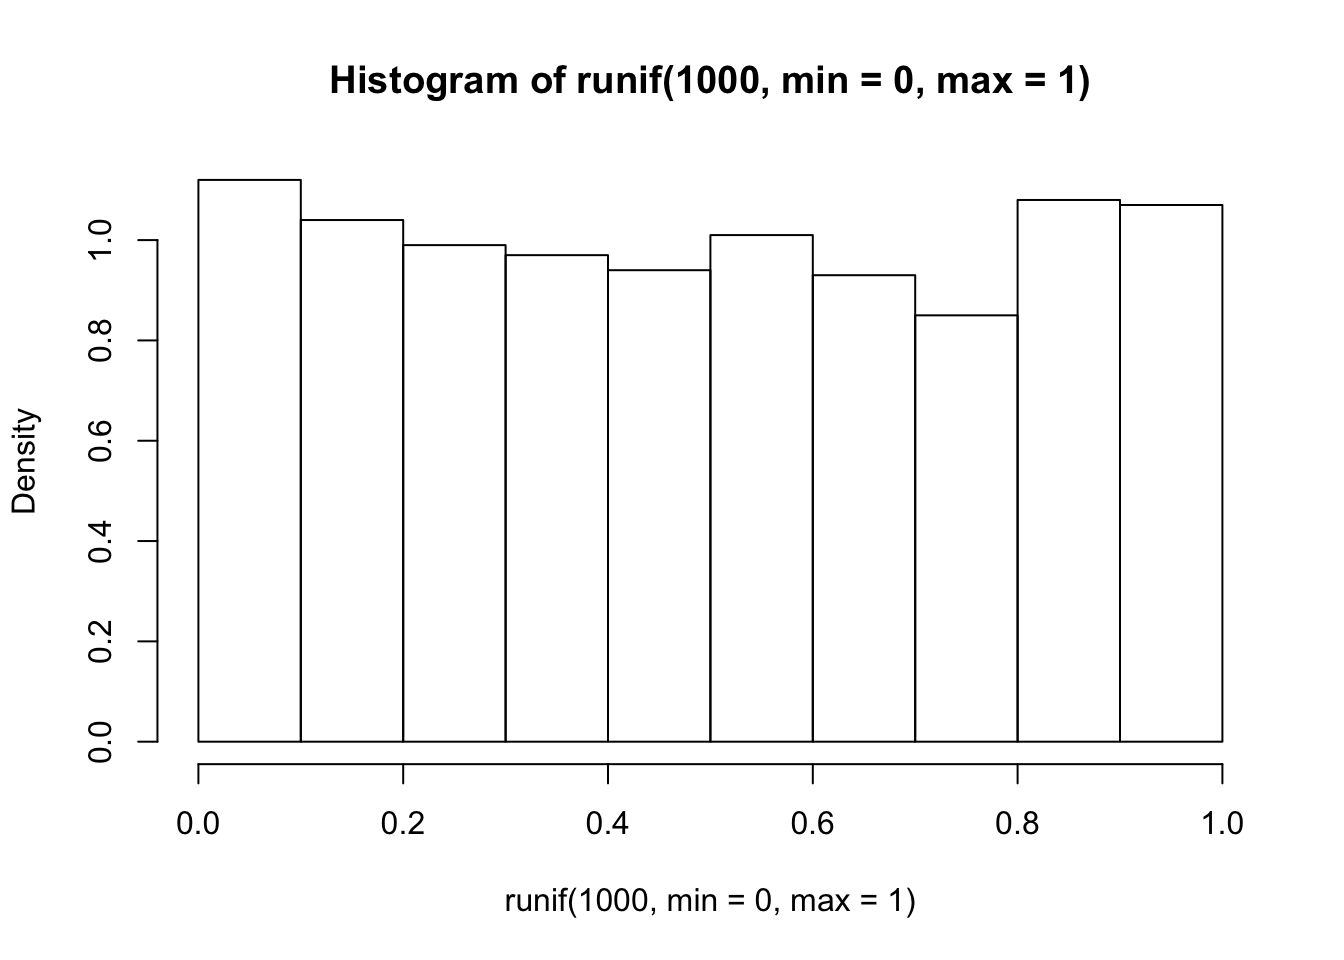 Histogram of runif(1000, min = 0, max = 1)
Density
1.0
0.8
0.6
0.4
0.2
0.0
0.0 0.2 0.4 0.6 0.8 1.0
runif(1000, min = 0, max = 1)